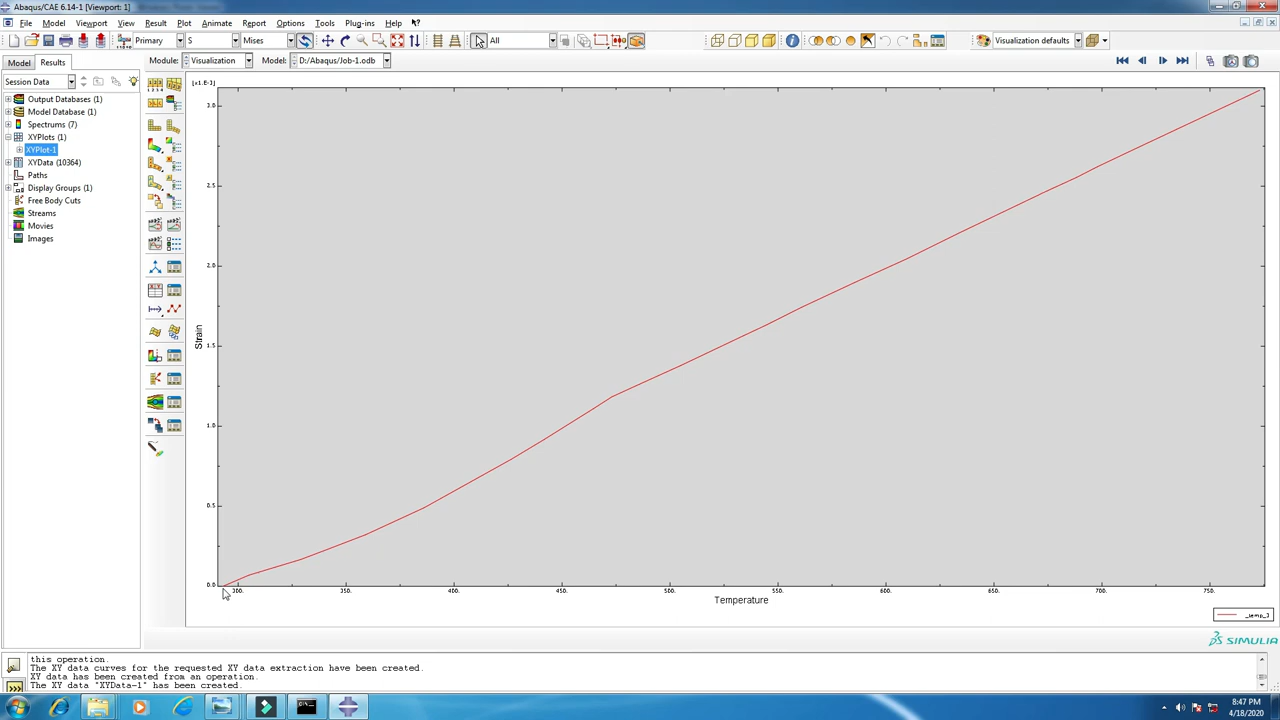 Abaqus/CAE 6.14-1 [Viewport: 1]
File Model Viewport View Result Plot Animate Report Options Tools Plug-ins Help
Primary S Mises All Visualization defaults
Model Results Module: Visualization Model: D:/Abaqus/Job-1.odb
Session Data
Output Databases (1)
Model Database (1)
Spectrums (7)
XYPlots (1)
XYPlot-1
XYData (10364)
Paths
Display Groups (1)
Free Body Cuts
Streams
Movies
Images
[x1.E-3]
3.0
2.5
2.0
1.5
1.0
0.5
0.0
Strain
300. 350. 400. 450. 500. 550. 600. 650. 700. 750.
Temperature
_temp_3
SIMULIA
this operation.
The XY data curves for the requested XY data extraction have been created.
XY data has been created from an operation.
The XY data "XYData-1" has been created.
8:47 PM
4/18/2020